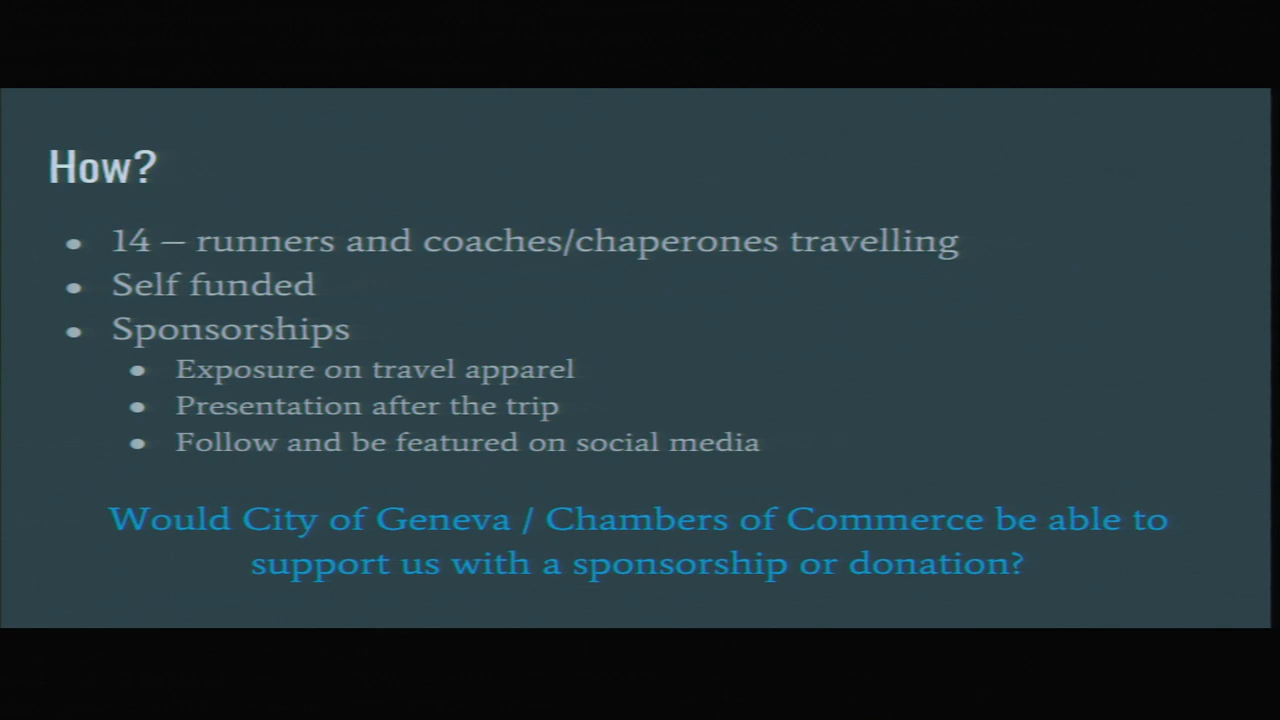 How?
• 14 – runners and coaches/chaperones travelling
• Self funded
• Sponsorships
• Exposure on travel apparel
• Presentation after the trip
• Follow and be featured on social media
Would City of Geneva / Chambers of Commerce be able to
support us with a sponsorship or donation?